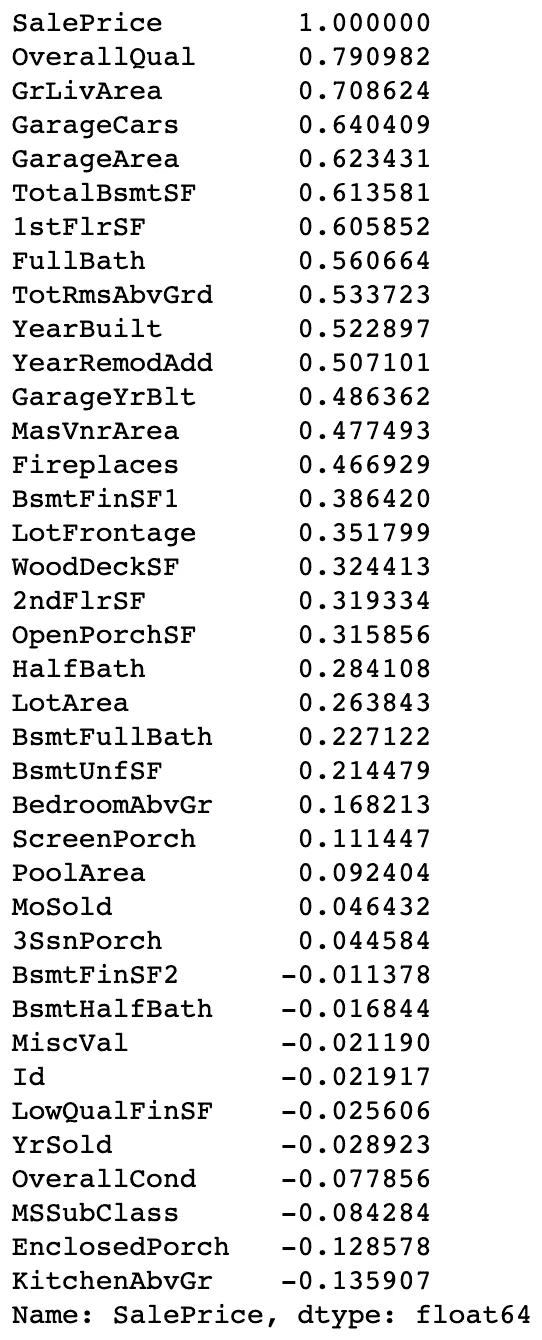 SalePrice 1.000000
OverallQual 0.790982
GrLivArea 0.708624
GarageCars 0.640409
GarageArea 0.623431
TotalBsmtSF 0.613581
1stFlrSF 0.605852
FullBath 0.560664
TotRmsAbvGrd 0.533723
YearBuilt 0.522897
YearRemodAdd 0.507101
GarageYrBlt 0.486362
MasVnrArea 0.477493
Fireplaces 0.466929
BsmtFinSF1 0.386420
LotFrontage 0.351799
WoodDeckSF 0.324413
2ndFlrSF 0.319334
OpenPorchSF 0.315856
HalfBath 0.284108
LotArea 0.263843
BsmtFullBath 0.227122
BsmtUnfSF 0.214479
BedroomAbvGr 0.168213
ScreenPorch 0.111447
PoolArea 0.092404
MoSold 0.046432
3SsnPorch 0.044584
BsmtFinSF2 -0.011378
BsmtHalfBath -0.016844
MiscVal -0.021190
Id -0.021917
LowQualFinSF -0.025606
YrSold -0.028923
OverallCond -0.077856
MSSubClass -0.084284
EnclosedPorch -0.128578
KitchenAbvGr -0.135907
Name: SalePrice, dtype: float64